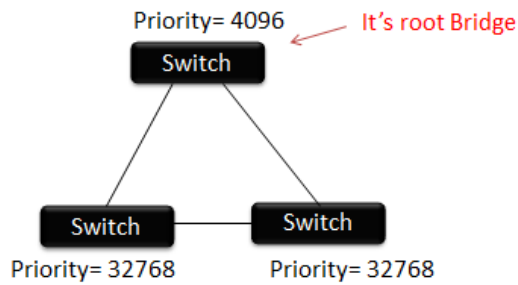 Priority= 4096
It's root Bridge
Switch
Switch
Switch
Priority= 32768
Priority= 32768